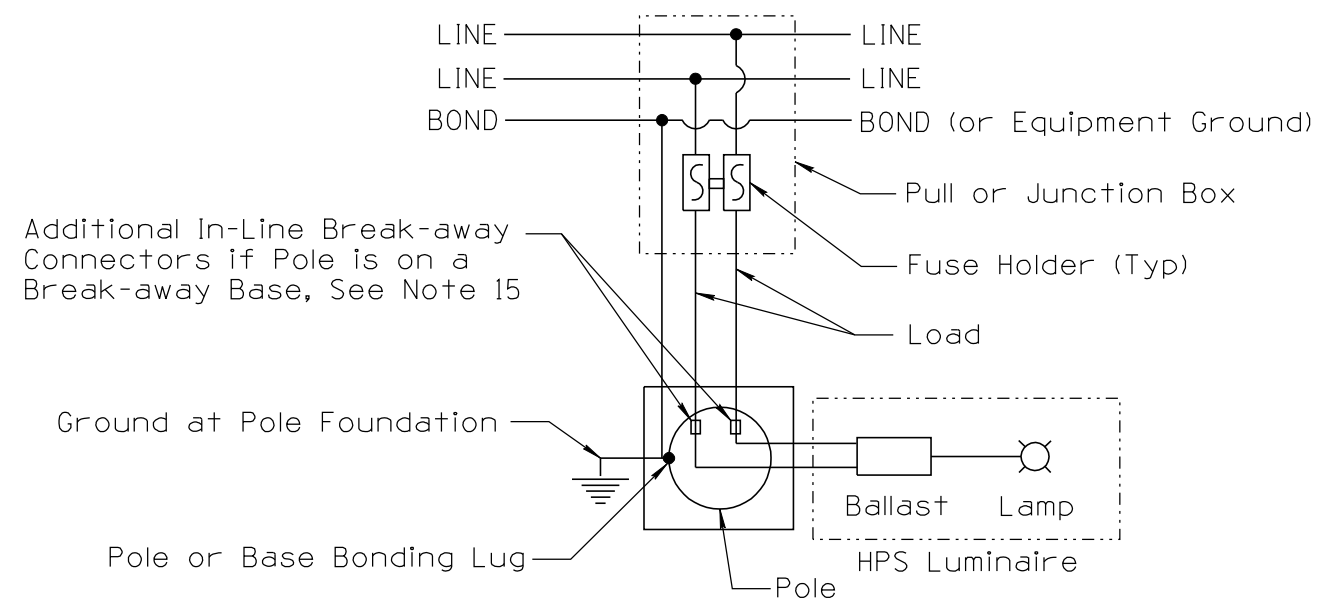 LINE
LINE
LINE
LINE
BOND
BOND (or Equipment Ground)
Pull or Junction Box
Additional In-Line Break-away
Connectors if Pole is on a
Break-away Base, See Note 15
Fuse Holder (Typ)
Load
Ground at Pole Foundation
Ballast
Lamp
Pole or Base Bonding Lug
HPS Luminaire
Pole